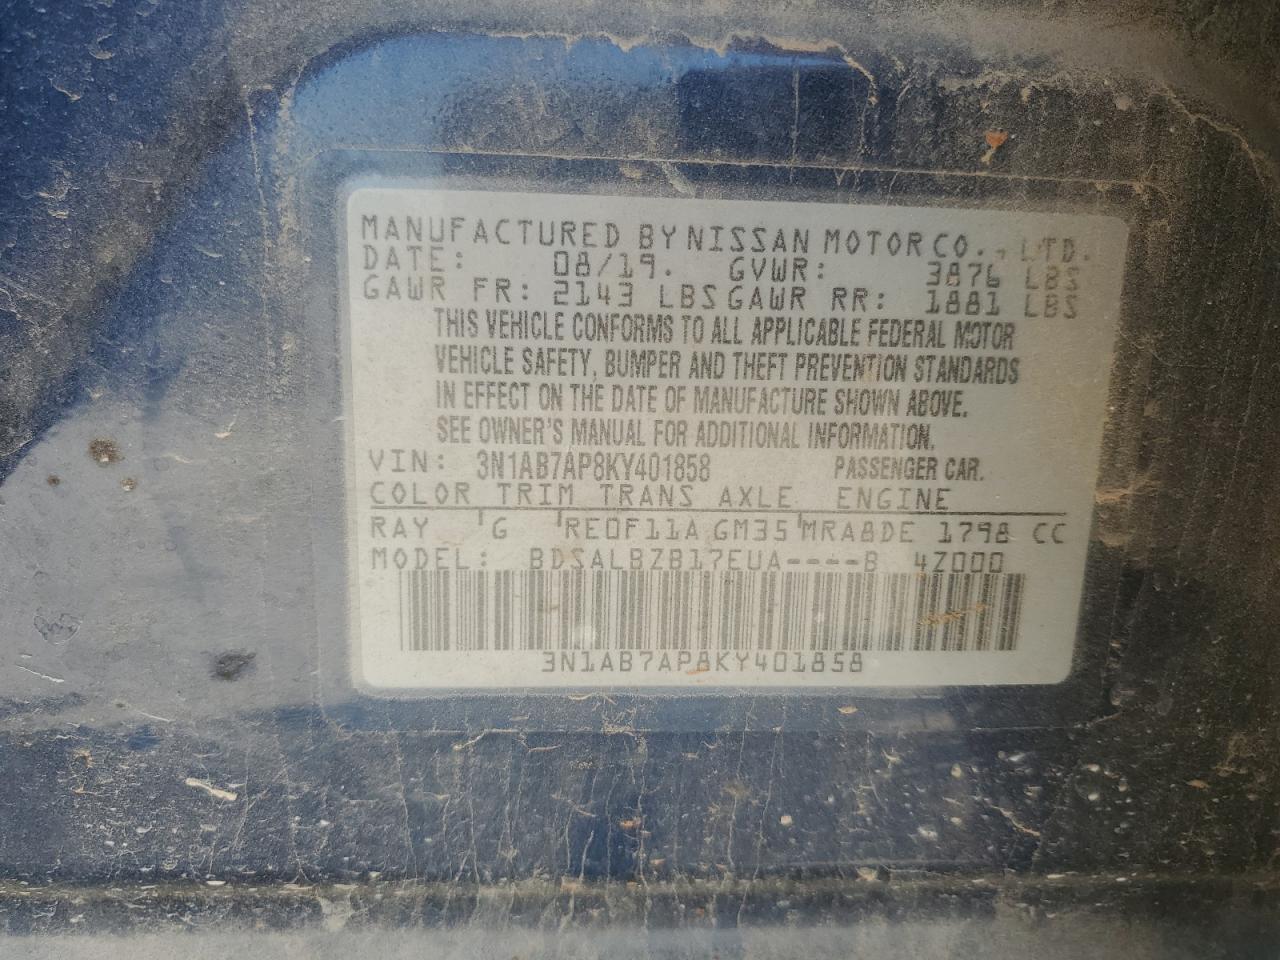 MANUFACTURED BY NISSAN MOTOR CO., LTD.
DATE: 08/19. GVWR: 3876 LBS
GAWR FR: 2143 LBS GAWR RR: 1881 LBS
THIS VEHICLE CONFORMS TO ALL APPLICABLE FEDERAL MOTOR
VEHICLE SAFETY, BUMPER AND THEFT PREVENTION STANDARDS
IN EFFECT ON THE DATE OF MANUFACTURE SHOWN ABOVE.
SEE OWNER'S MANUAL FOR ADDITIONAL INFORMATION.
VIN: 3N1AB7AP8KY401858 PASSENGER CAR.
COLOR TRIM TRANS AXLE ENGINE
RAY G RE0F11A GM35 MRA8DE 1798 CC
MODEL: BDSALBZB17EUA----B 4Z000
3N1AB7AP8KY401858